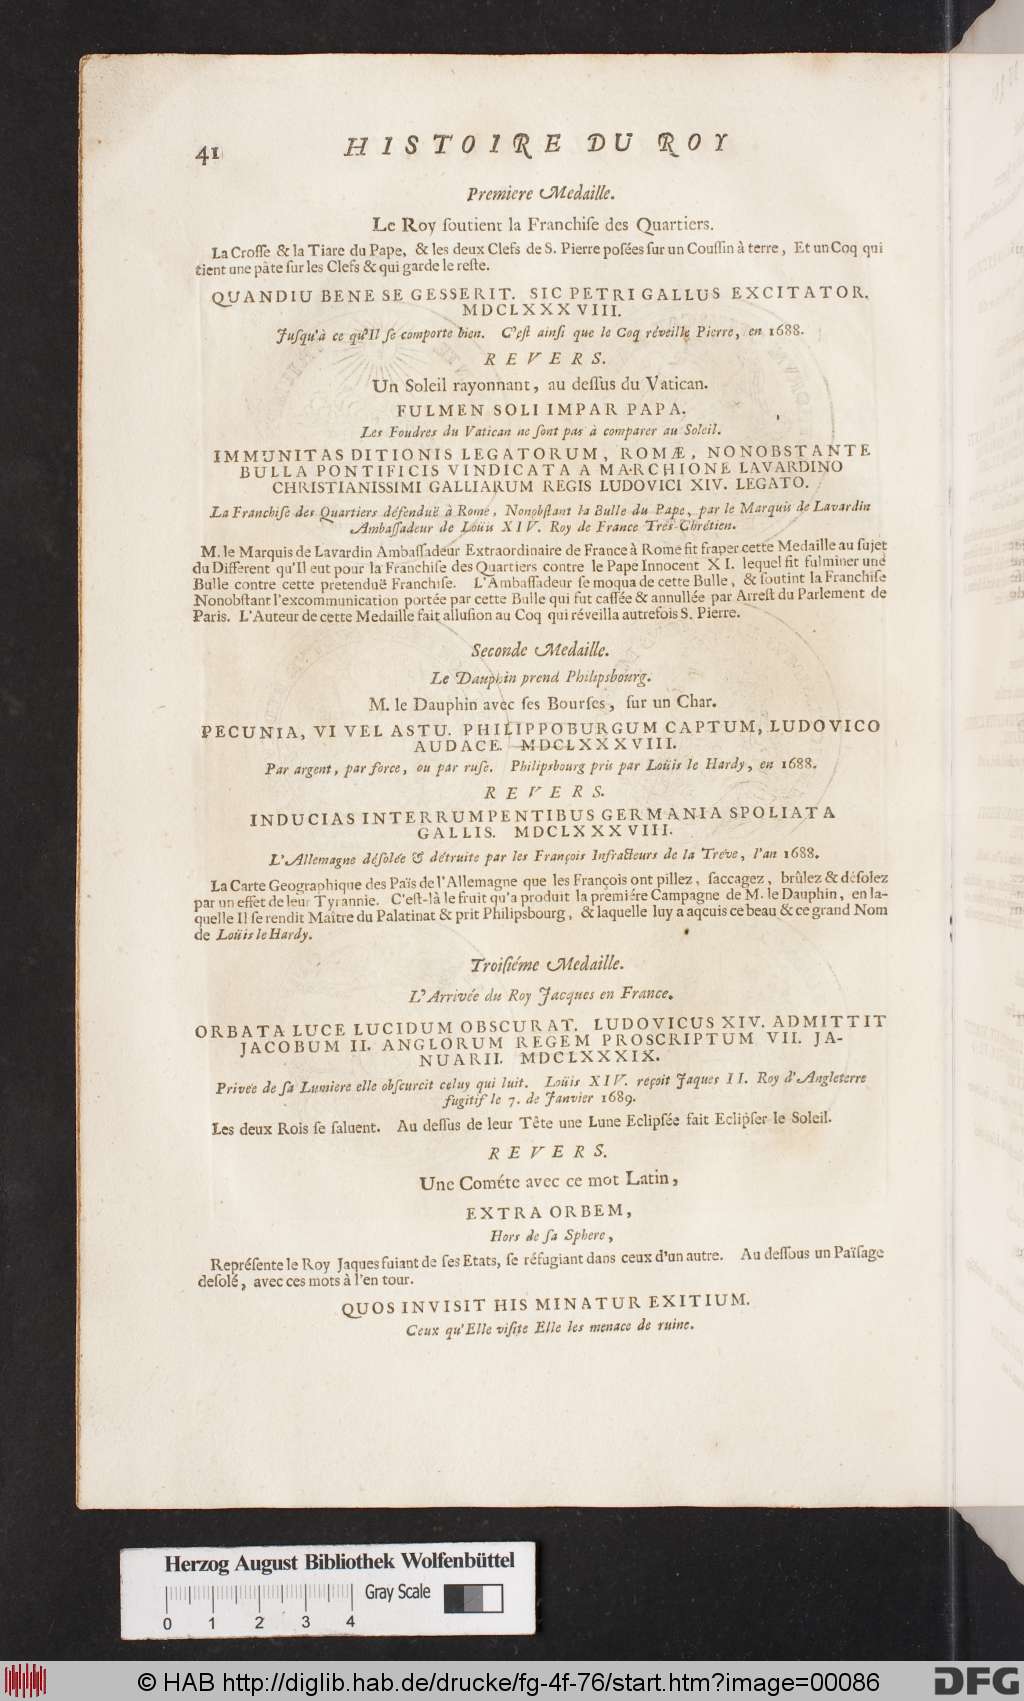 41 HISTOIRE DU ROY
Premiere Medaille.
Le Roy ſoutient la Franchiſe des Quartiers.
La Croſſe & la Tiare du Pape, & les deux Clefs de S. Pierre poſées ſur un Couſſin à terre, Et un Coq qui
tient une pâte ſur les Clefs & qui garde le reſte.
QUANDIU BENE SE GESSERIT. SIC PETRI GALLUS EXCITATOR.
MDCLXXXVIII.
Juſqu'à ce qu'Il ſe comporte bien. C'eſt ainſi que le Coq réveille Pierre, en 1688.
REVERS.
Un Soleil rayonnant, au deſſus du Vatican.
FULMEN SOLI IMPAR PAPA.
Les Foudres du Vatican ne ſont pas à comparer au Soleil.
IMMUNITAS DITIONIS LEGATORUM, ROMÆ, NONOBSTANTE
BULLA PONTIFICIS VINDICATA A MARCHIONE LAVARDINO
CHRISTIANISSIMI GALLIARUM REGIS LUDOVICI XIV. LEGATO.
La Franchiſe des Quartiers défenduë à Rome, Nonobſtant la Bulle du Pape, par le Marquis de Lavardin
Ambaſſadeur de Loüis XIV. Roy de France Tres-Chrétien.
M. le Marquis de Lavardin Ambaſſadeur Extraordinaire de France à Rome fit fraper cette Medaille au ſujet
du Different qu'Il eut pour la Franchiſe des Quartiers contre le Pape Innocent XI. lequel fit fulminer une
Bulle contre cette pretenduë Franchiſe. L'Ambaſſadeur ſe moqua de cette Bulle, & ſoutint la Franchiſe
Nonobſtant l'excommunication portée par cette Bulle qui fut caſſée & annullée par Arreſt du Parlement de
Paris. L'Auteur de cette Medaille fait alluſion au Coq qui réveilla autrefois S. Pierre.
Seconde Medaille.
Le Dauphin prend Philipsbourg.
M. le Dauphin avec ſes Bourſes, ſur un Char.
PECUNIA, VI VEL ASTU. PHILIPPOBURGUM CAPTUM, LUDOVICO
AUDACE. MDCLXXXVIII.
Par argent, par force, ou par ruſe. Philipsbourg pris par Loüis le Hardy, en 1688.
REVERS.
INDUCIAS INTERRUMPENTIBUS GERMANIA SPOLIATA
GALLIS. MDCLXXXVIII.
L'Allemagne déſolée & détruite par les François Infracteurs de la Tréve, l'an 1688.
La Carte Geographique des Païs de l'Allemagne que les François ont pillez, ſaccagez, brûlez & déſolez
par un effet de leur Tyrannie. C'eſt-là le fruit qu'a produit la premiére Campagne de M. le Dauphin, en la-
quelle Il ſe rendit Maître du Palatinat & prit Philipsbourg, & laquelle luy a aqcuis ce beau & ce grand Nom
de Loüis le Hardy.
Troiſiéme Medaille.
L'Arrivée du Roy Jacques en France.
ORBATA LUCE LUCIDUM OBSCURAT. LUDOVICUS XIV. ADMITTIT
JACOBUM II. ANGLORUM REGEM PROSCRIPTUM VII. JA-
NUARII. MDCLXXXIX.
Privée de ſa Lumiere elle obſcurcit celuy qui luit. Loüis XIV. reçoit Jaques II. Roy d'Angleterre
fugitif le 7. de Janvier 1689.
Les deux Rois ſe ſaluent. Au deſſus de leur Tête une Lune Eclipſée fait Eclipſer le Soleil.
REVERS.
Une Cométe avec ce mot Latin,
EXTRA ORBEM,
Hors de ſa Sphere,
Repréſente le Roy Jaques fuiant de ſes Etats, ſe réfugiant dans ceux d'un autre. Au deſſous un Païſage
deſolé, avec ces mots à l'en tour.
QUOS INVISIT HIS MINATUR EXITIUM.
Ceux qu'Elle viſite Elle les menace de ruine.
Herzog August Bibliothek Wolfenbüttel
Gray Scale
0 1 2 3 4
© HAB http://diglib.hab.de/drucke/fg-4f-76/start.htm?image=00086
DFG